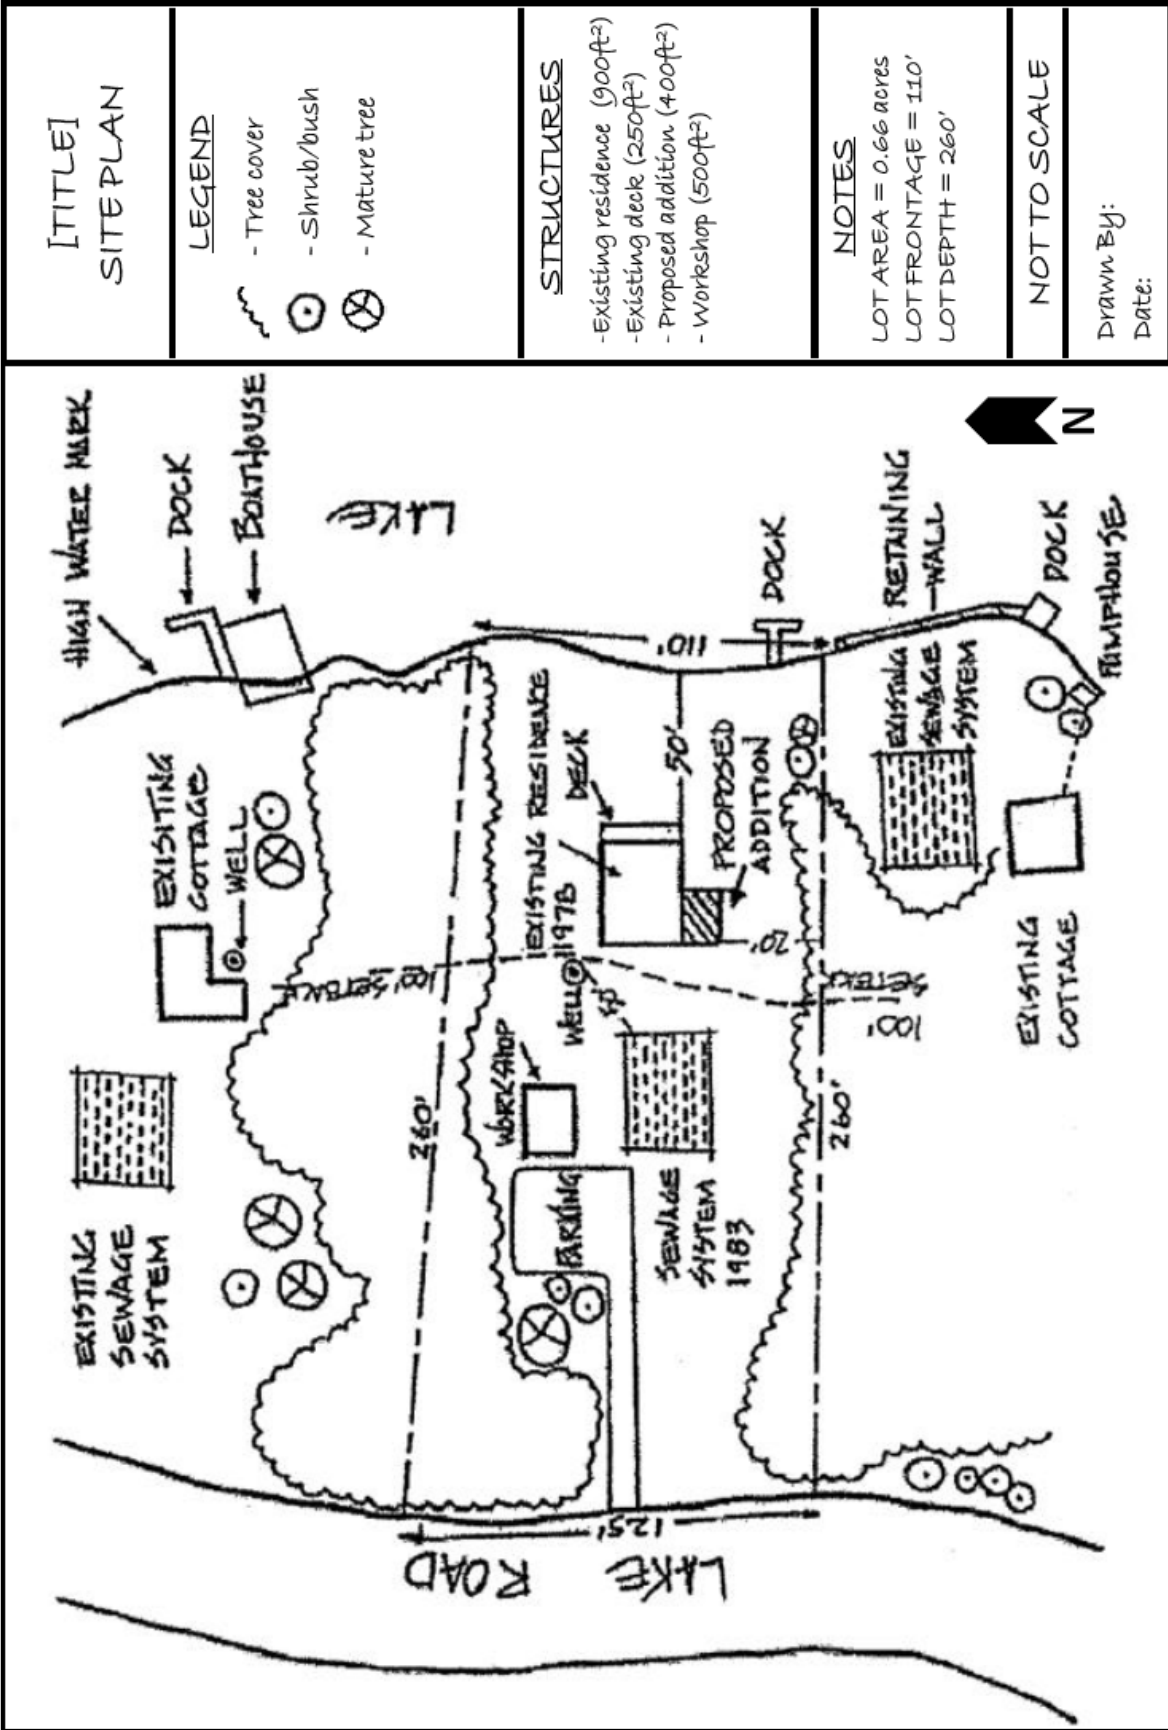 [TITLE]
SITE PLAN
LEGEND
- Tree cover
- Shrub/bush
- Mature tree
STRUCTURES
- Existing residence (900ft²)
- Existing deck (250ft²)
- Proposed addition (400ft²)
- Workshop (500ft²)
NOTES
LOT AREA = 0.66 acres
LOT FRONTAGE = 110'
LOT DEPTH = 260'
NOT TO SCALE
Drawn By:
Date:
HIGH WATER MARK
DOCK
BOATHOUSE
LAKE
DOCK
RETAINING
WALL
DOCK
PUMPHOUSE
N
110'
EXISITING
COTTAGE
WELL
EXISTING RESIDENCE
1978
DECK
50'
PROPOSED
ADDITION
20'
EXISTING
SEWAGE
SYSTEM
100' SETBACK
WELL
50'
100'
SETBACK
EXISTING
COTTAGE
WORKSHOP
260'
260'
EXISTING
SEWAGE
SYSTEM
PARKING
SEWAGE
SYSTEM
1983
125'
LAKE ROAD